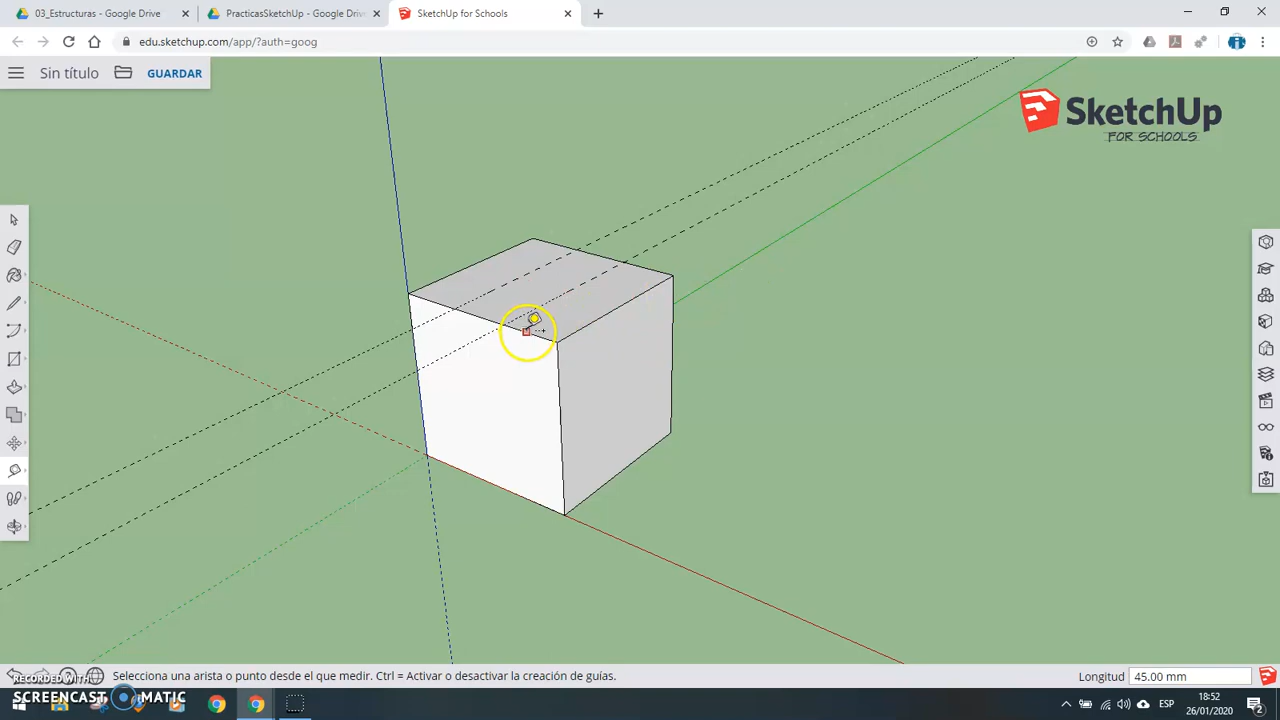 03_Estructuras - Google Drive
PracticasSketchUp - Google Drive
SketchUp for Schools
edu.sketchup.com/app/?auth=goog
Sin título
GUARDAR
SketchUp
FOR SCHOOLS
Selecciona una arista o punto desde el que medir. Ctrl = Activar o desactivar la creación de guías.
Longitud
45.00 mm
RECORDED WITH
SCREENCAST MATIC
ESP
18:52
26/01/2020
2